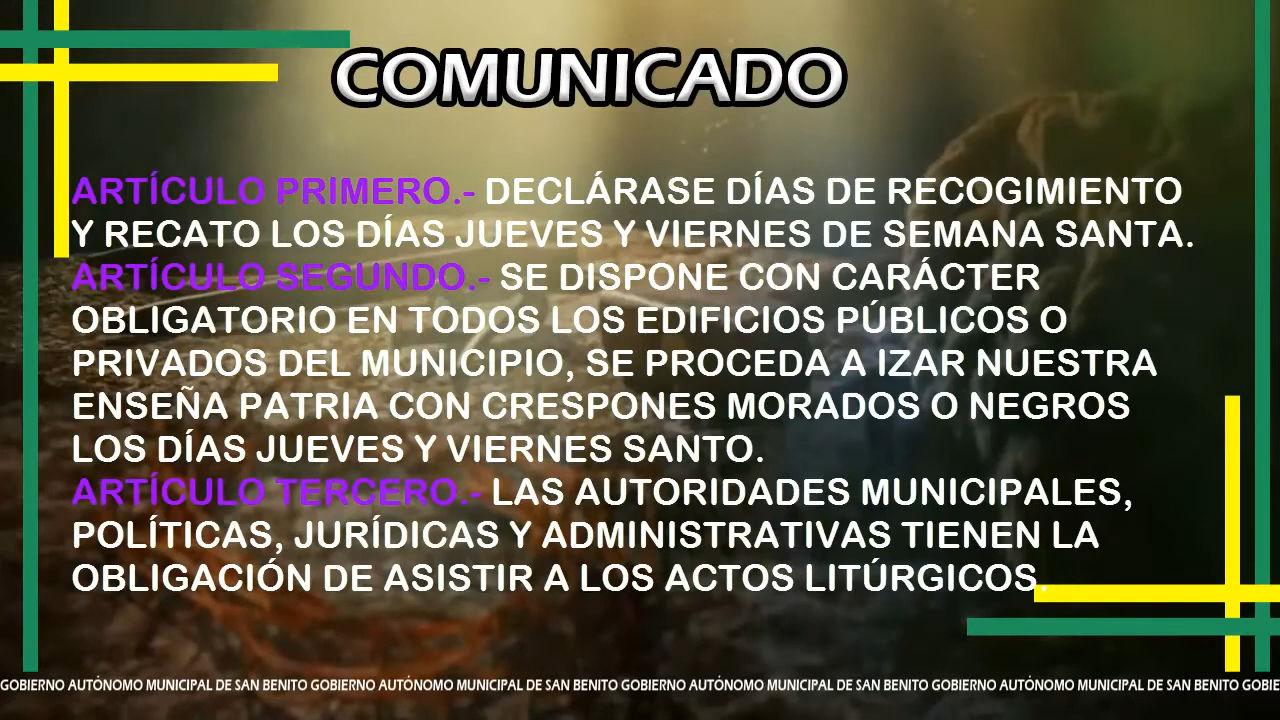 COMUNICADO
ARTÍCULO PRIMERO.- DECLÁRASE DÍAS DE RECOGIMIENTO
Y RECATO LOS DÍAS JUEVES Y VIERNES DE SEMANA SANTA.
ARTÍCULO SEGUNDO.- SE DISPONE CON CARÁCTER
OBLIGATORIO EN TODOS LOS EDIFICIOS PÚBLICOS O
PRIVADOS DEL MUNICIPIO, SE PROCEDA A IZAR NUESTRA
ENSEÑA PATRIA CON CRESPONES MORADOS O NEGROS
LOS DÍAS JUEVES Y VIERNES SANTO.
ARTÍCULO TERCERO.- LAS AUTORIDADES MUNICIPALES,
POLÍTICAS, JURÍDICAS Y ADMINISTRATIVAS TIENEN LA
OBLIGACIÓN DE ASISTIR A LOS ACTOS LITÚRGICOS.
GOBIERNO AUTÓNOMO MUNICIPAL DE SAN BENITO GOBIERNO AUTÓNOMO MUNICIPAL DE SAN BENITO GOBIERNO AUTÓNOMO MUNICIPAL DE SAN BENITO GOBIERNO AUTÓNOMO MUNICIPAL DE SAN BENITO GOBIE